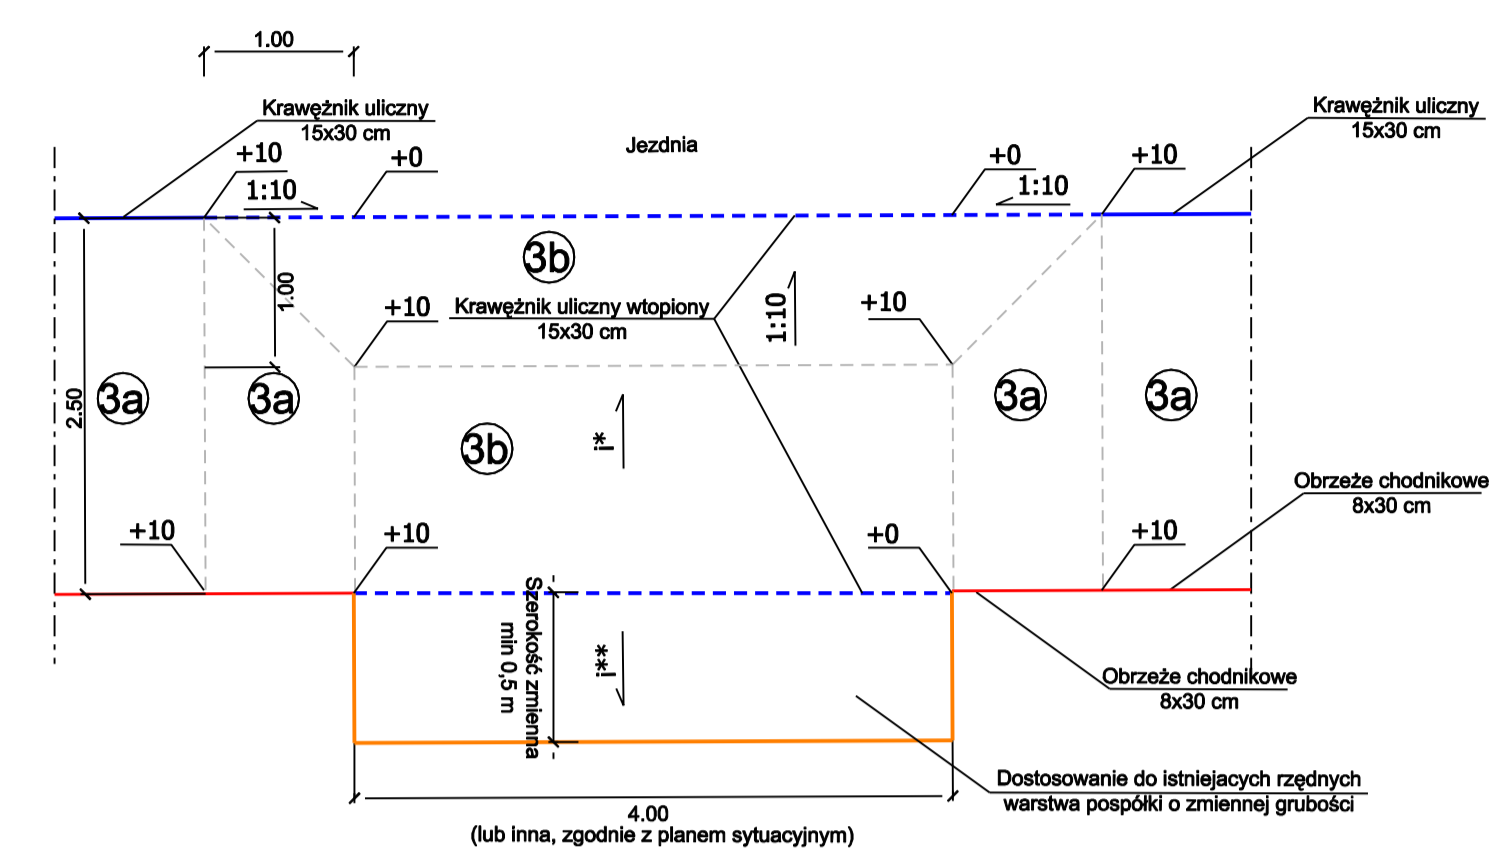 1.00
Krawężnik uliczny
15x30 cm
Krawężnik uliczny
15x30 cm
Jezdnia
+10
+0
+0
+10
1:10
1:10
3b
1.00
+10
Krawężnik uliczny wtopiony
15x30 cm
1:10
+10
2.50
3a
3a
3a
3a
i*
3b
Obrzeże chodnikowe
8x30 cm
+10
+10
+0
+10
Szerokość zmienna
min 0,5 m
i**
Obrzeże chodnikowe
8x30 cm
Dostosowanie do istniejacych rzędnych
warstwa pospółki o zmiennej grubości
4.00
(lub inna, zgodnie z planem sytuacyjnym)